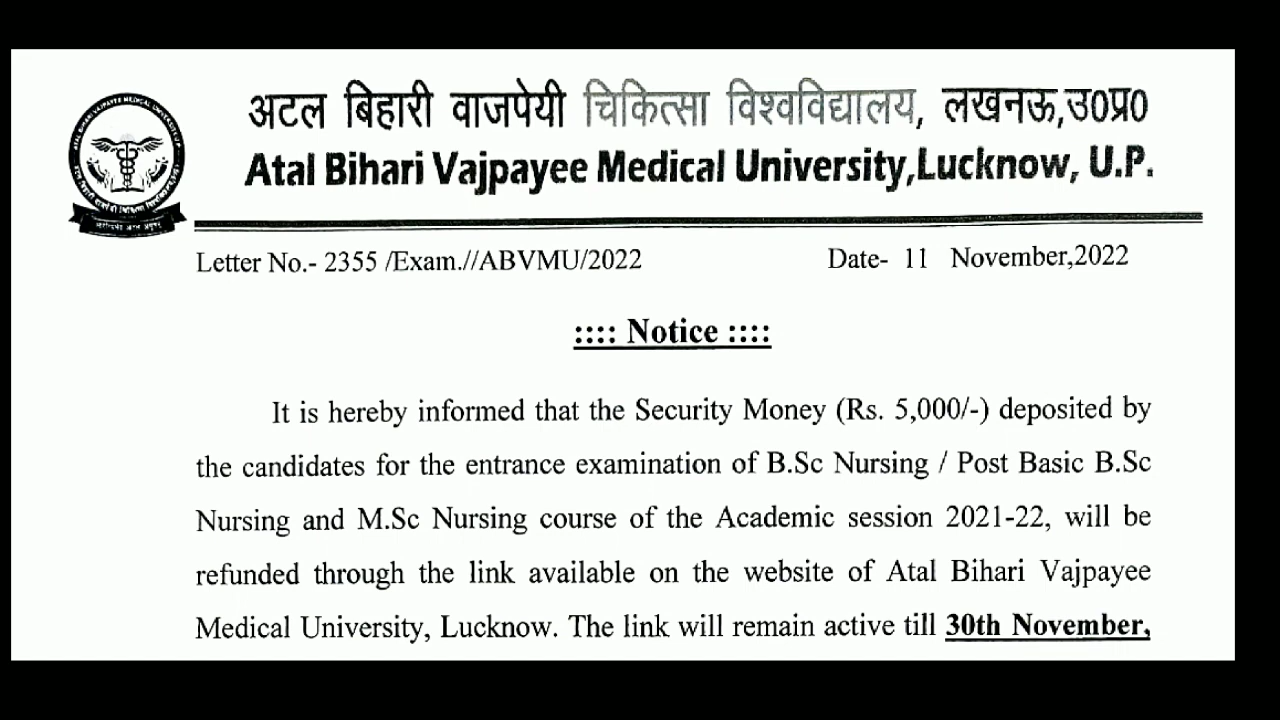 अटल बिहारी वाजपेयी चिकित्सा विश्वविद्यालय, लखनऊ,उ0प्र0
Atal Bihari Vajpayee Medical University,Lucknow, U.P.
Letter No.- 2355 /Exam.//ABVMU/2022 Date- 11 November,2022
:::: Notice ::::
It is hereby informed that the Security Money (Rs. 5,000/-) deposited by
the candidates for the entrance examination of B.Sc Nursing / Post Basic B.Sc
Nursing and M.Sc Nursing course of the Academic session 2021-22, will be
refunded through the link available on the website of Atal Bihari Vajpayee
Medical University, Lucknow. The link will remain active till 30th November,